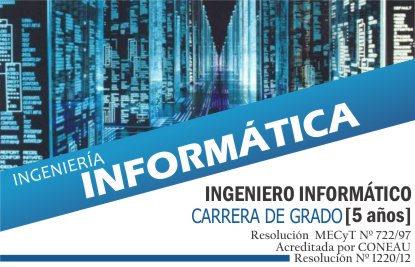 INGENIERÍA
INFORMÁTICA
INGENIERO INFORMÁTICO
CARRERA DE GRADO [5 años]
Resolución MECyT Nº 722/97
Acreditada por CONEAU
Resolución Nº 1220/12